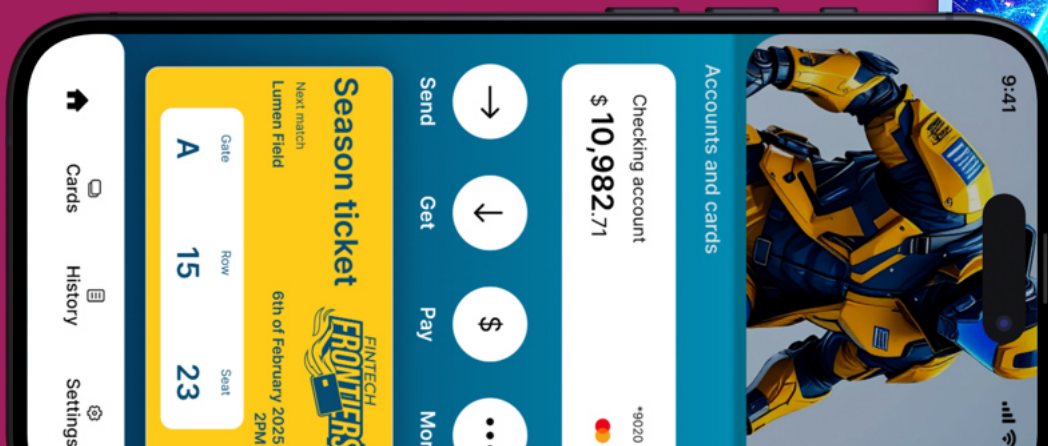 9:41
Accounts and cards
Checking account
$ 10,982.71
*9020
Send
Get
Pay
$
Season ticket
Next match
Lumen Field
FINTECH
FRONTIERS
6th of February 2025
2PM
Gate
Row
Seat
A
15
23
Cards
History
Settings